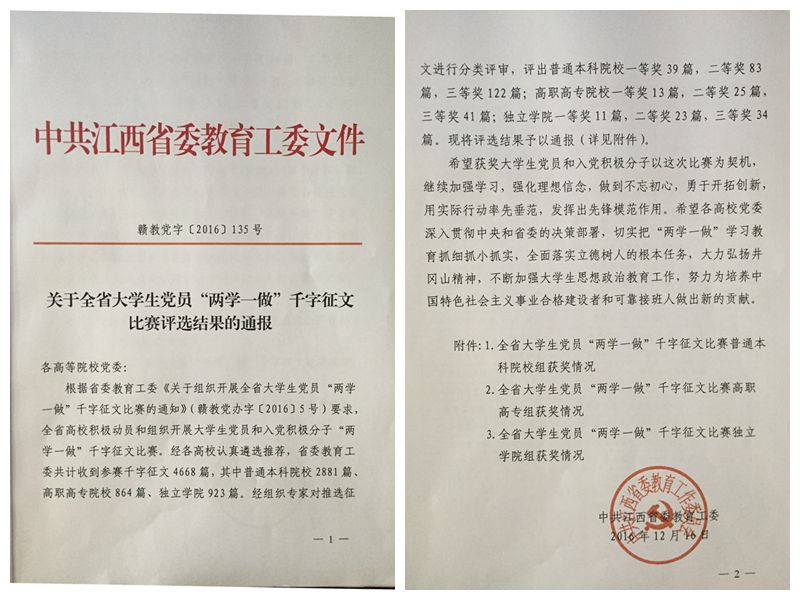 中共江西省委教育工委文件
赣教党字〔2016〕135号
关于全省大学生党员“两学一做”千字征文
比赛评选结果的通报
各高等院校党委：
根据省委教育工委《关于组织开展全省大学生党员“两学
一做”千字征文比赛的通知》（赣教党办字〔2016〕5号）要求，
全省高校积极动员和组织开展大学生党员和入党积极分子“两
学一做”千字征文比赛。经各高校认真遴选推荐，省委教育工
委共计收到参赛千字征文4668篇，其中普通本科院校2881篇、
高职高专院校864篇、独立学院923篇。经组织专家对推选征
— 1 —
文进行分类评审，评出普通本科院校一等奖39篇，二等奖83
篇，三等奖122篇；高职高专院校一等奖13篇，二等奖25篇，
三等奖41篇；独立学院一等奖11篇，二等奖23篇，三等奖34
篇。现将评选结果予以通报（详见附件）。
希望获奖大学生党员和入党积极分子以这次比赛为契机，
继续加强学习，强化理想信念，做到不忘初心，勇于开拓创新，
用实际行动率先垂范，发挥出先锋模范作用。希望各高校党委
深入贯彻中央和省委的决策部署，切实把“两学一做”学习教
育抓细抓小抓实，全面落实立德树人的根本任务，大力弘扬井
冈山精神，不断加强大学生思想政治教育工作，努力为培养中
国特色社会主义事业合格建设者和可靠接班人做出新的贡献。
附件：1.全省大学生党员“两学一做”千字征文比赛普通本
科院校组获奖情况
2.全省大学生党员“两学一做”千字征文比赛高职
高专组获奖情况
3.全省大学生党员“两学一做”千字征文比赛独立
学院组获奖情况
中共江西省委教育工作委员会
中共江西省委教育工委
2016年12月16日
— 2 —